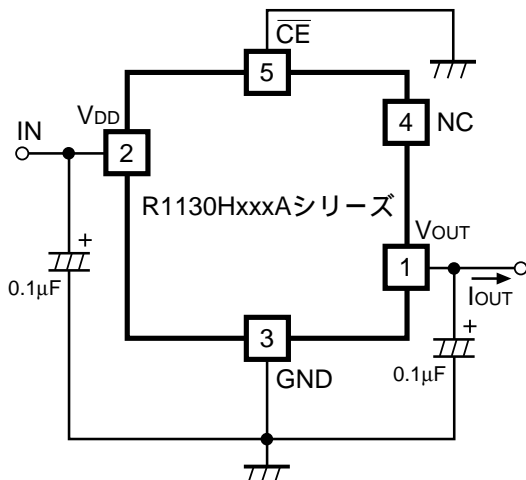 CE
5
VDD
IN
2
4
NC
R1130HxxxAシリーズ
VOUT
1
+
0.1μF
IOUT
3
GND
+
0.1μF